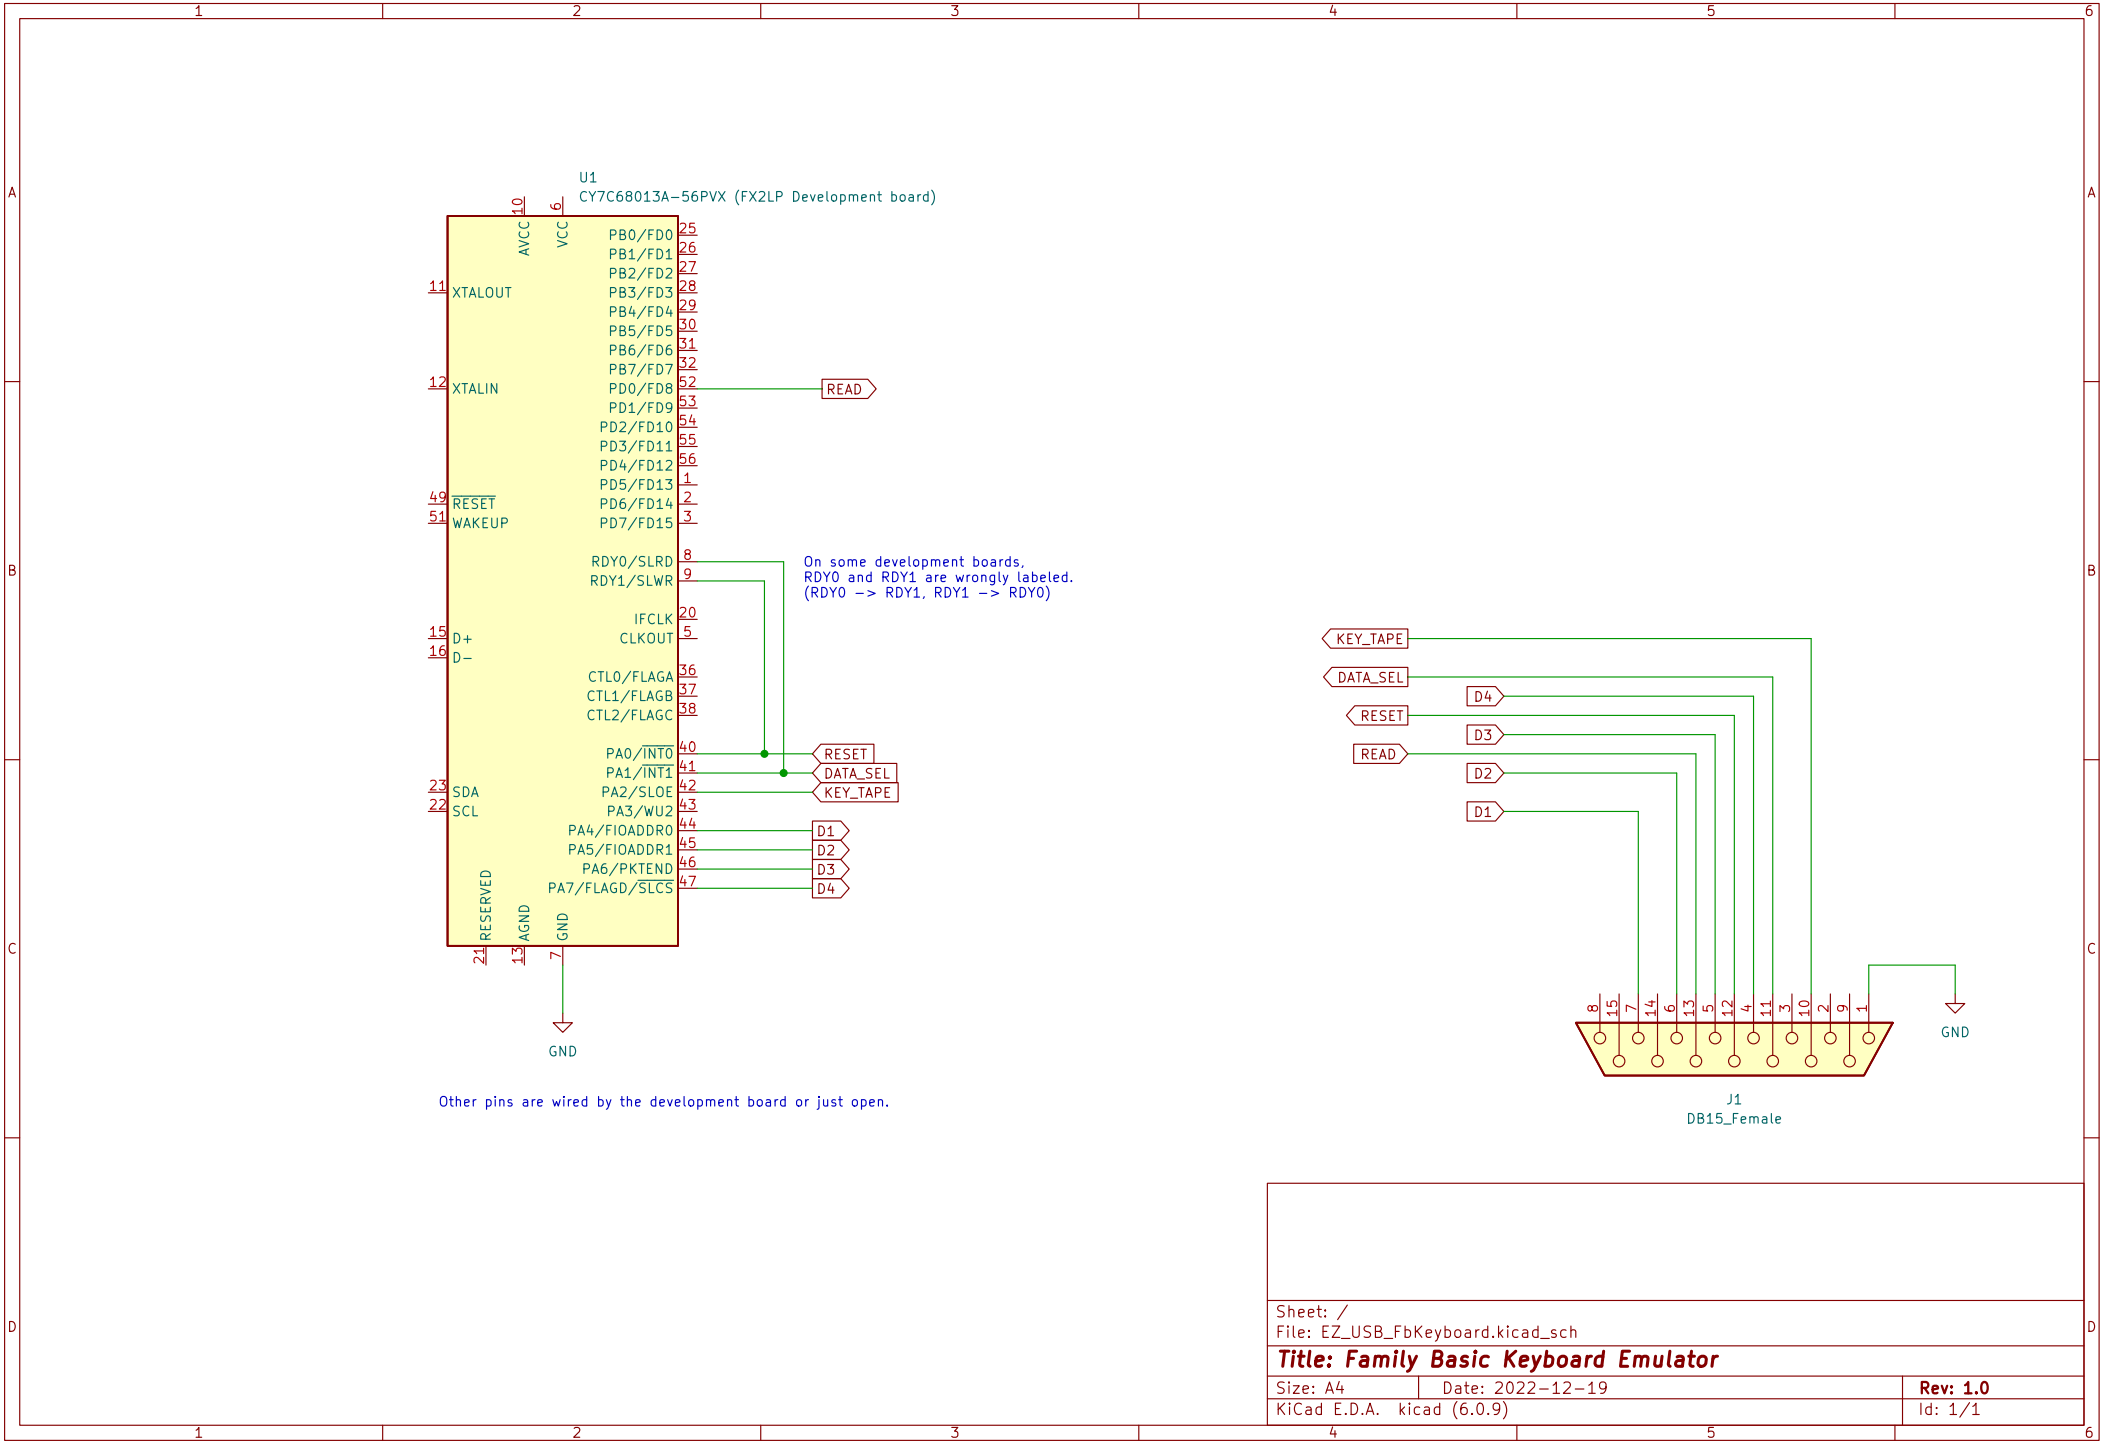 1 2 3 4 5 6
A
B
C
D
A
B
C
D
U1
CY7C68013A-56PVX (FX2LP Development board)
10
AVCC
6
VCC
11 XTALOUT
12 XTALIN
49 RESET
51 WAKEUP
15 D+
16 D-
23 SDA
22 SCL
RESERVED
21
AGND
13
GND
7
PB0/FD0 25
PB1/FD1 26
PB2/FD2 27
PB3/FD3 28
PB4/FD4 29
PB5/FD5 30
PB6/FD6 31
PB7/FD7 32
PD0/FD8 52 READ
PD1/FD9 53
PD2/FD10 54
PD3/FD11 55
PD4/FD12 56
PD5/FD13 1
PD6/FD14 2
PD7/FD15 3
RDY0/SLRD 8
RDY1/SLWR 9
IFCLK 20
CLKOUT 5
CTL0/FLAGA 36
CTL1/FLAGB 37
CTL2/FLAGC 38
PA0/INT0 40 RESET
PA1/INT1 41 DATA_SEL
PA2/SLOE 42 KEY_TAPE
PA3/WU2 43
PA4/FIOADDR0 44 D1
PA5/FIOADDR1 45 D2
PA6/PKTEND 46 D3
PA7/FLAGD/SLCS 47 D4
GND
On some development boards,
RDY0 and RDY1 are wrongly labeled.
(RDY0 -> RDY1, RDY1 -> RDY0)
Other pins are wired by the development board or just open.
KEY_TAPE
DATA_SEL
D4
RESET
D3
READ
D2
D1
8 15 7 14 6 13 5 12 4 11 3 10 2 9 1
GND
J1
DB15_Female
Sheet: /
File: EZ_USB_FbKeyboard.kicad_sch
Title: Family Basic Keyboard Emulator
Size: A4 Date: 2022-12-19 Rev: 1.0
KiCad E.D.A. kicad (6.0.9) Id: 1/1
1 2 3 4 5 6